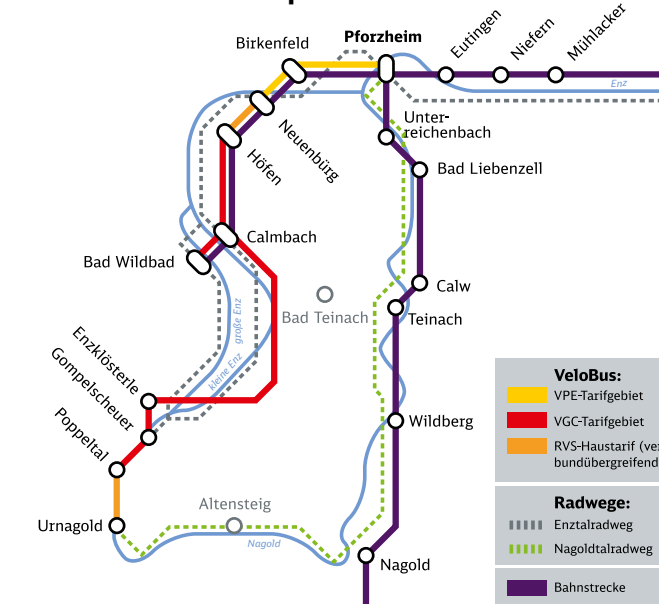 Pforzheim
Birkenfeld
Eutingen
Niefern
Mühlacker
Enz
Neuenbürg
Höfen
Unter-
reichenbach
Bad Liebenzell
Calmbach
Bad Wildbad
Calw
Bad Teinach
Teinach
große Enz
kleine Enz
Enzklösterle
Gompelscheuer
Poppeltal
Wildberg
Altensteig
Urnagold
Nagold
Nagold
VeloBus:
VPE-Tarifgebiet
VGC-Tarifgebiet
RVS-Haustarif (ver
bundübergreifend
Radwege:
Enztalradweg
Nagoldtalradweg
Bahnstrecke